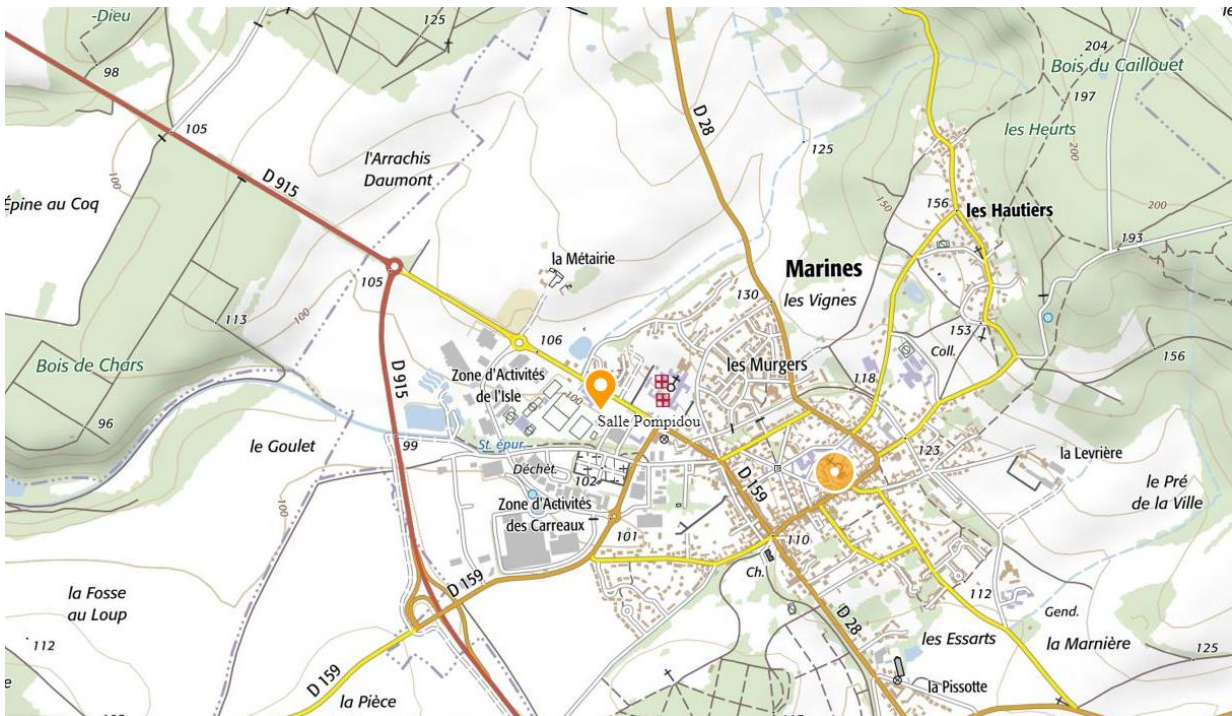 -Dieu
125
204
Bois du Caillouet
98
197
D 28
105
125
les Heurts
l'Arrachis
Daumont
100
D 915
200
Épine au Coq
150
156
les Hautiers
200
193
la Métairie
Marines
105
130
les Vignes
100
113
106
153
156
Coll.
Bois de Chars
D 915
Zone d'Activités
de l'Isle
100
les Murgers
118
Salle Pompidou
96
le Goulet
99
St. épur.
123
la Levrière
Déchèt.
102
D 159
le Pré
de la Ville
100
Zone d'Activités
des Carreaux
101
110
Ch.
la Fosse
au Loup
D 159
112
Gend.
112
D 28
les Essarts
la Marnière
125
D 159
la Pièce
la Pissotte